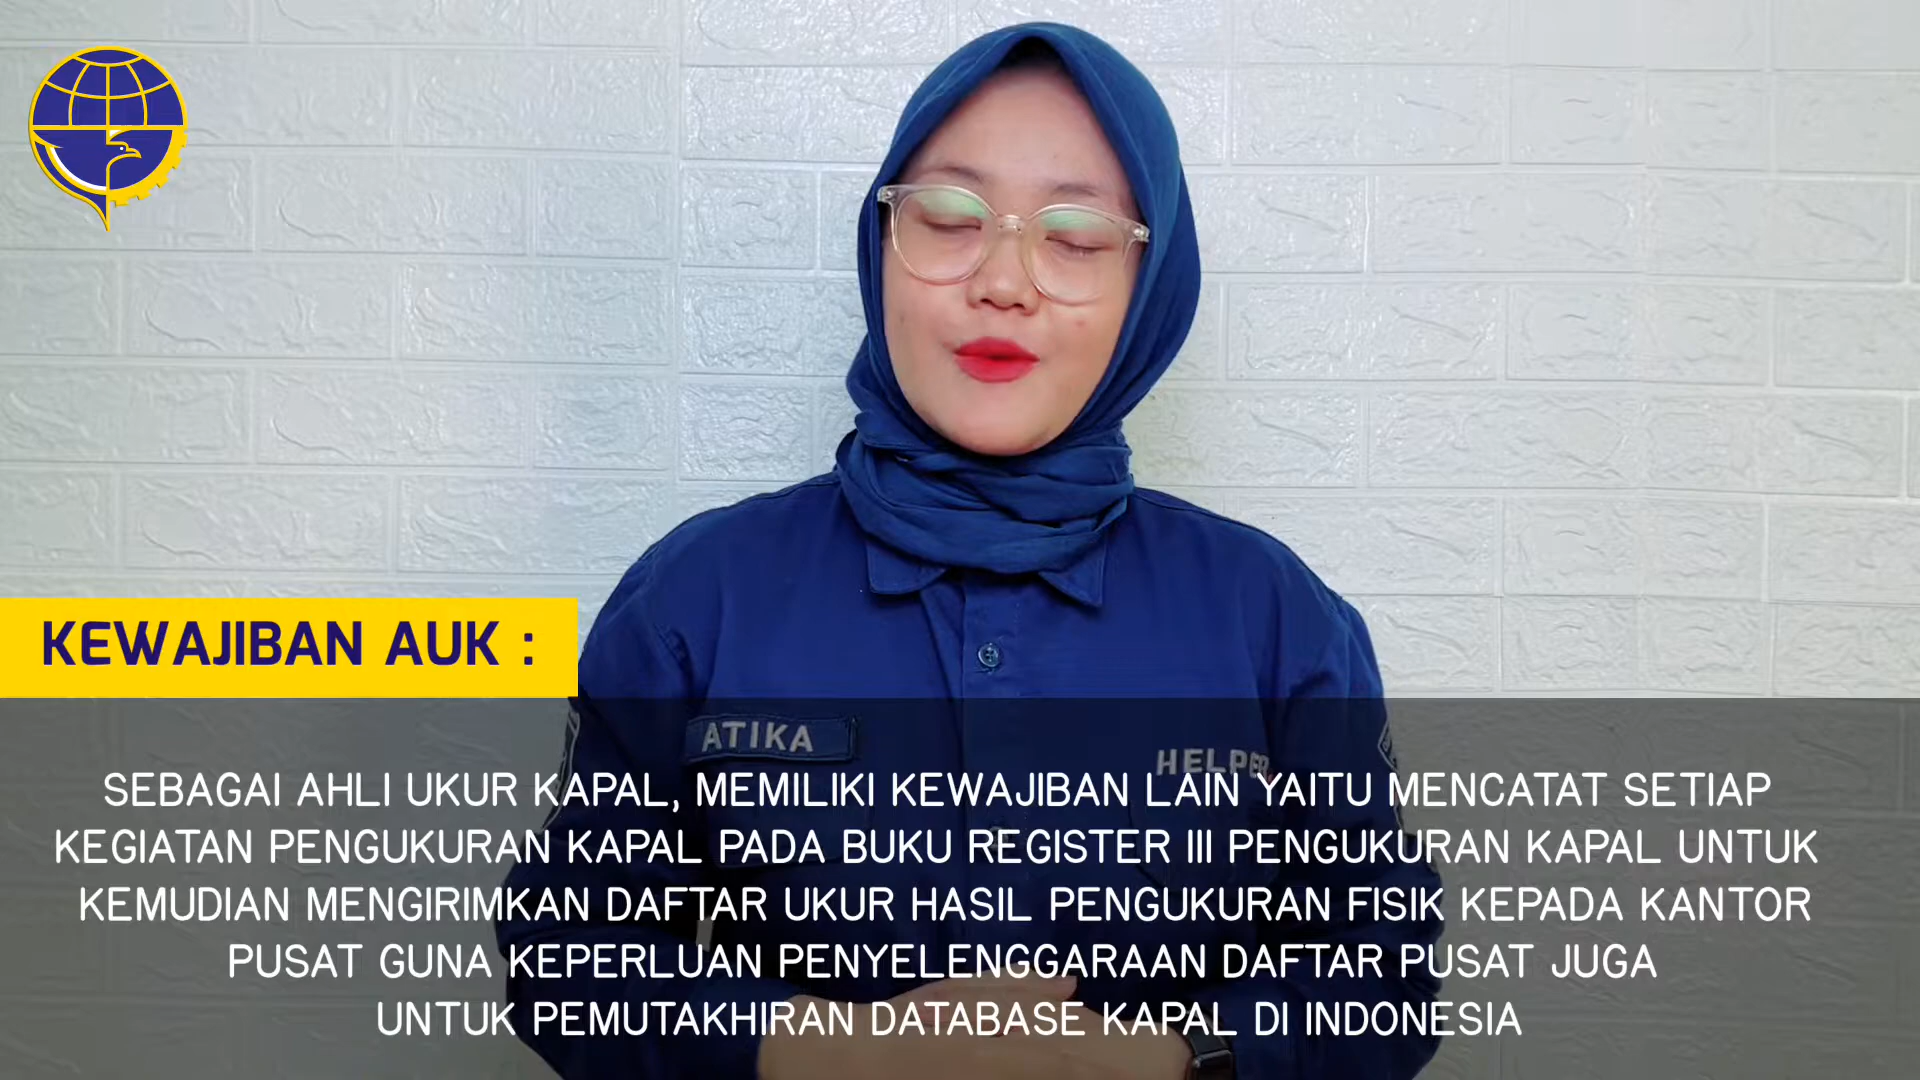 KEWAJIBAN AUK :
ATIKA
HELPER
SEBAGAI AHLI UKUR KAPAL, MEMILIKI KEWAJIBAN LAIN YAITU MENCATAT SETIAP
KEGIATAN PENGUKURAN KAPAL PADA BUKU REGISTER III PENGUKURAN KAPAL UNTUK
KEMUDIAN MENGIRIMKAN DAFTAR UKUR HASIL PENGUKURAN FISIK KEPADA KANTOR
PUSAT GUNA KEPERLUAN PENYELENGGARAAN DAFTAR PUSAT JUGA
UNTUK PEMUTAKHIRAN DATABASE KAPAL DI INDONESIA